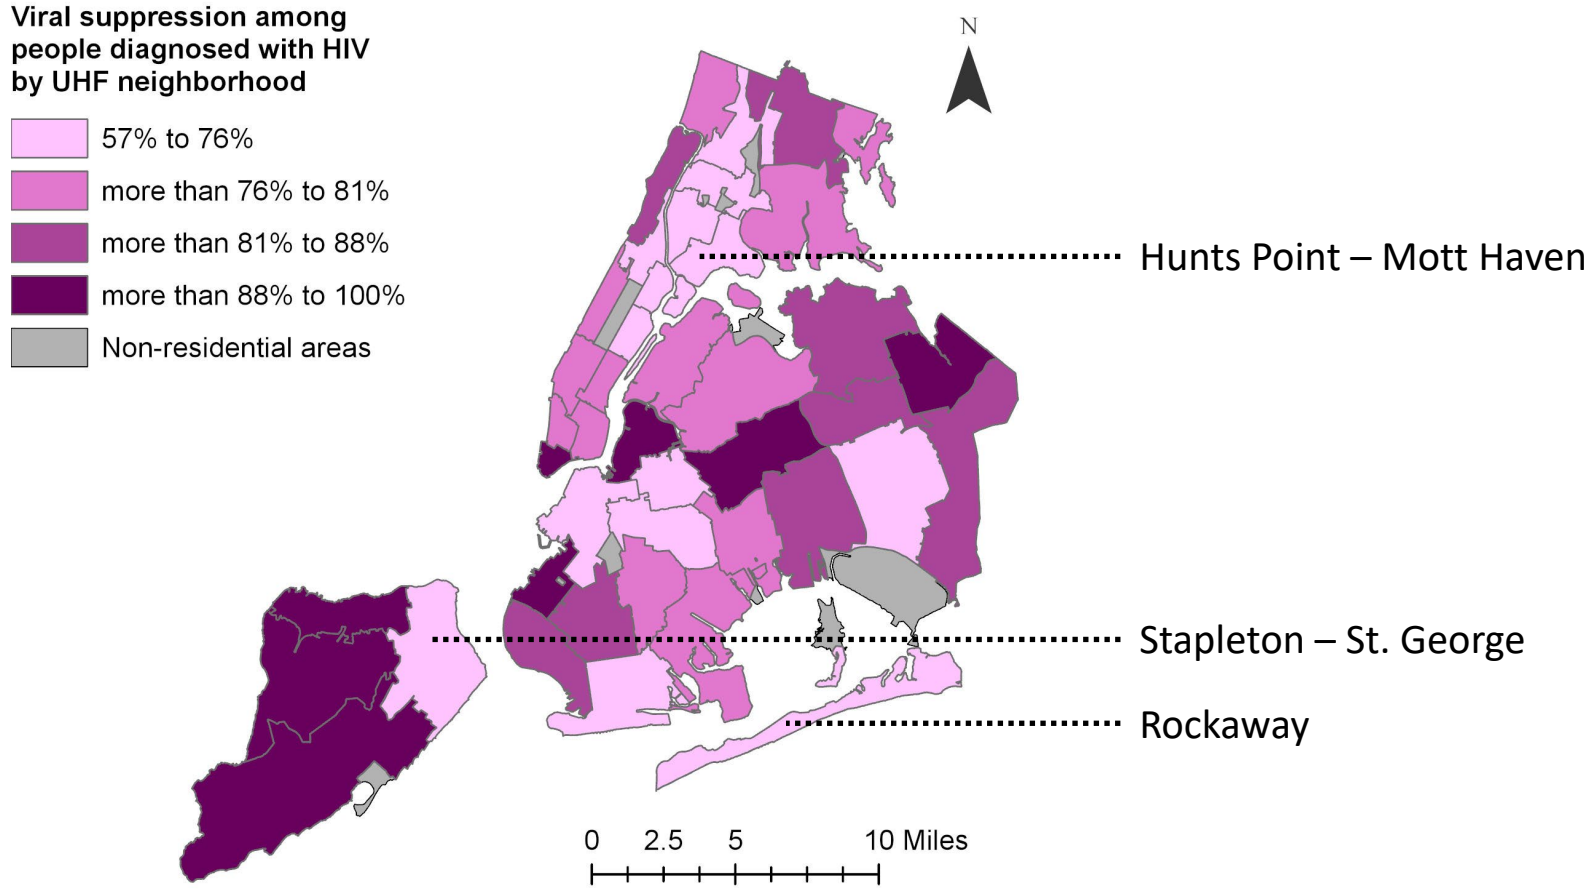 Viral suppression among
people diagnosed with HIV
by UHF neighborhood
57% to 76%
more than 76% to 81%
more than 81% to 88%
more than 88% to 100%
Non-residential areas
N
Hunts Point – Mott Haven
Stapleton – St. George
Rockaway
0 2.5 5 10 Miles